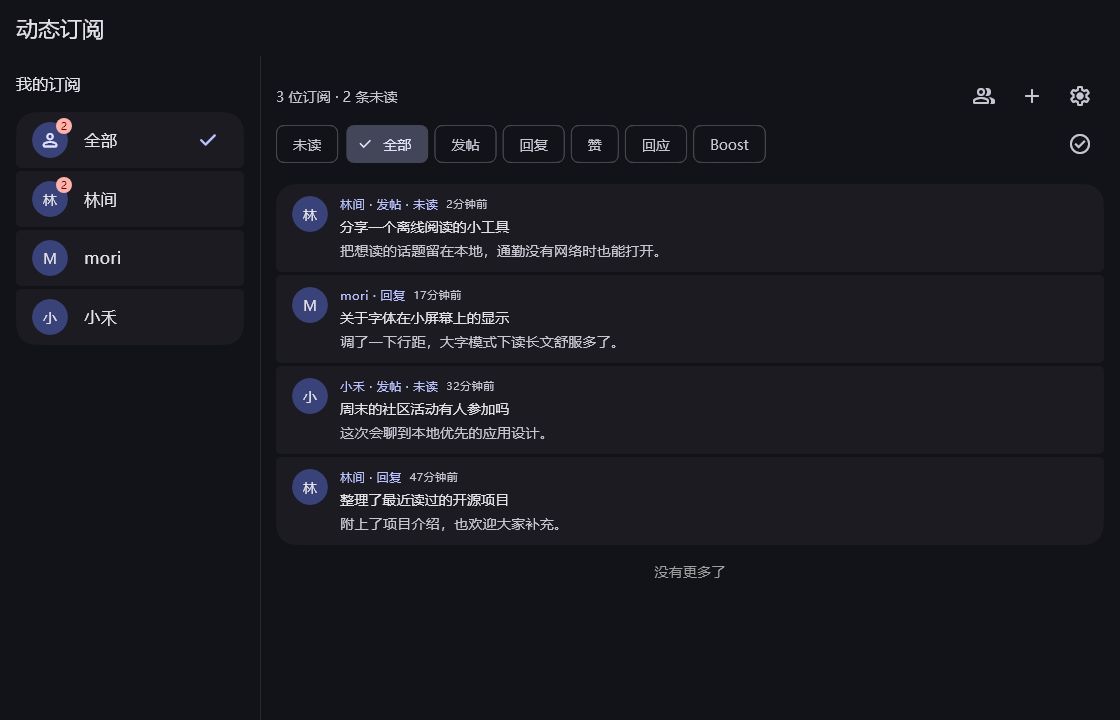 动态订阅
我的订阅
2
全部
林 2
林间
M
mori
小
小禾
3 位订阅 · 2 条未读
未读
全部
发帖
回复
赞
回应
Boost
林
林间 · 发帖 · 未读 2分钟前
分享一个离线阅读的小工具
把想读的话题留在本地，通勤没有网络时也能打开。
M
mori · 回复 17分钟前
关于字体在小屏幕上的显示
调了一下行距，大字模式下读长文舒服多了。
小
小禾 · 发帖 · 未读 32分钟前
周末的社区活动有人参加吗
这次会聊到本地优先的应用设计。
林
林间 · 回复 47分钟前
整理了最近读过的开源项目
附上了项目介绍，也欢迎大家补充。
没有更多了